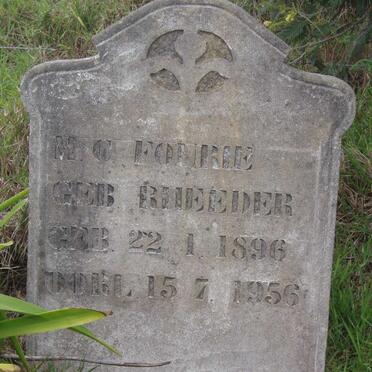 M. C. FOURIE
GEB RHEEDER
GEB. 22. 1. 1896
OORL 15. 7. 1956